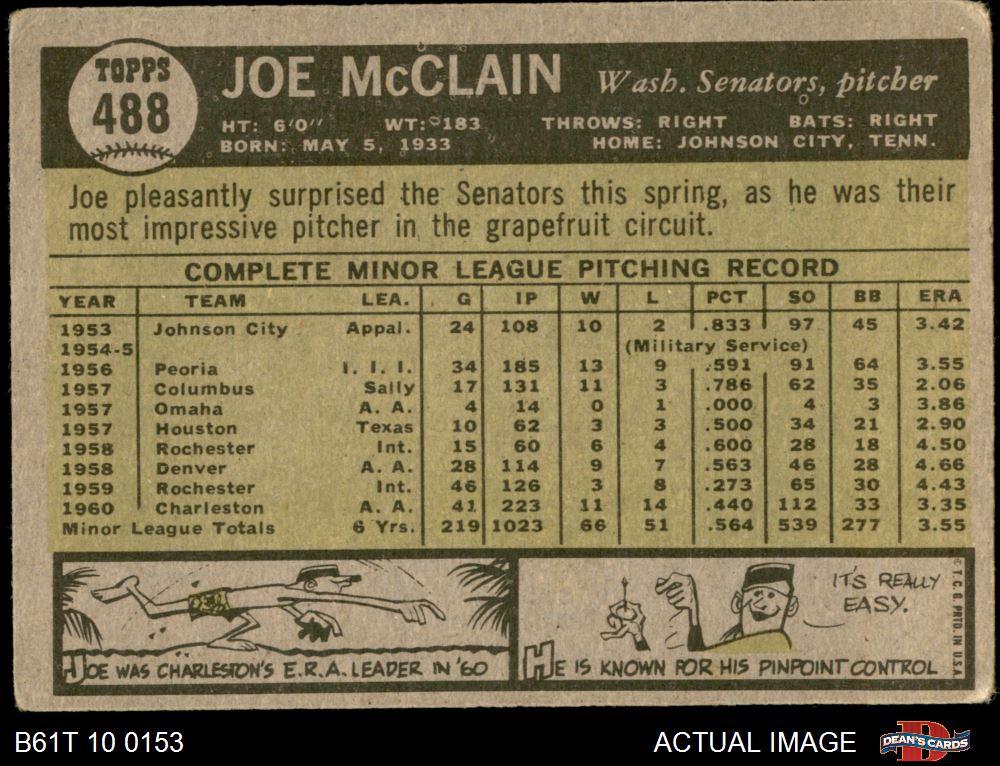 TOPPS
488
JOE McCLAIN Wash. Senators, pitcher
HT: 6'0" WT: 183 THROWS: RIGHT BATS: RIGHT
BORN: MAY 5, 1933 HOME: JOHNSON CITY, TENN.
Joe pleasantly surprised the Senators this spring, as he was their
most impressive pitcher in the grapefruit circuit.
COMPLETE MINOR LEAGUE PITCHING RECORD
YEAR TEAM LEA. G IP W L PCT SO BB ERA
1953 Johnson City Appal. 24 108 10 2 .833 97 45 3.42
1954-5 (Military Service)
1956 Peoria I. I. I. 34 185 13 9 .591 91 64 3.55
1957 Columbus Sally 17 131 11 3 .786 62 35 2.06
1957 Omaha A. A. 4 14 0 1 .000 4 3 3.86
1957 Houston Texas 10 62 3 3 .500 34 21 2.90
1958 Rochester Int. 15 60 6 4 .600 28 18 4.50
1958 Denver A. A. 28 114 9 7 .563 46 28 4.66
1959 Rochester Int. 46 126 3 8 .273 65 30 4.43
1960 Charleston A. A. 41 223 11 14 .440 112 33 3.35
Minor League Totals 6 Yrs. 219 1023 66 51 .564 539 277 3.55
JOE WAS CHARLESTON'S E.R.A. LEADER IN '60
IT'S REALLY
EASY.
HE IS KNOWN FOR HIS PINPOINT CONTROL
© T. C. G. PRTD. IN U.S.A.
B61T 10 0153 ACTUAL IMAGE
D
DEAN'S CARDS